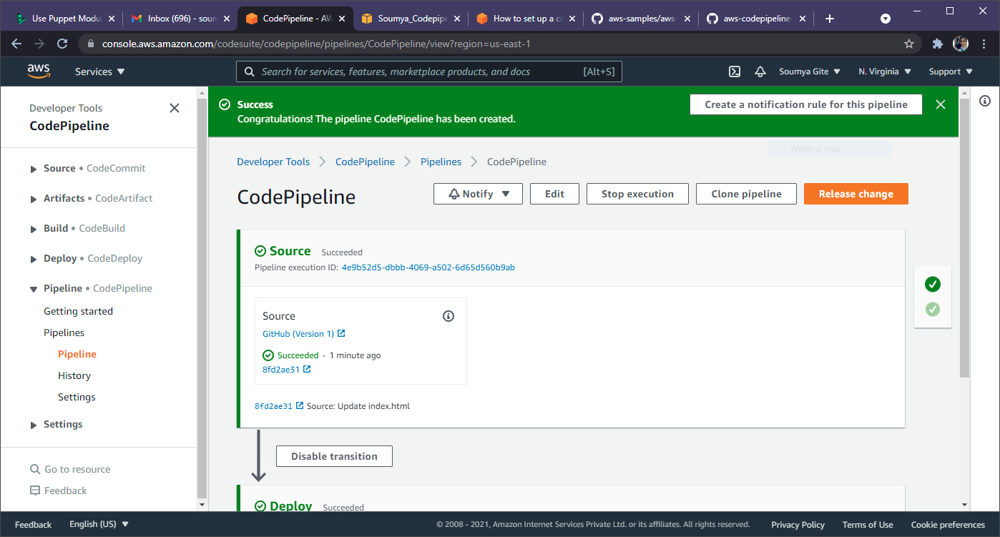 Use Puppet Modul
Inbox (696) - soum
CodePipeline - AW
Soumya_Codepipe
How to set up a co
aws-samples/aws-
aws-codepipeline-
console.aws.amazon.com/codesuite/codepipeline/pipelines/CodePipeline/view?region=us-east-1
aws
Services
Search for services, features, marketplace products, and docs
[Alt+S]
Soumya Gite
N. Virginia
Support
Developer Tools
CodePipeline
Source • CodeCommit
Artifacts • CodeArtifact
Build • CodeBuild
Deploy • CodeDeploy
Pipeline • CodePipeline
Getting started
Pipelines
Pipeline
History
Settings
Settings
Go to resource
Feedback
Success
Congratulations! The pipeline CodePipeline has been created.
Create a notification rule for this pipeline
Window Snip
Developer Tools
CodePipeline
Pipelines
CodePipeline
CodePipeline
Notify
Edit
Stop execution
Clone pipeline
Release change
Source Succeeded
Pipeline execution ID: 4e9b52d5-dbbb-4069-a502-6d65d560b9ab
Source
GitHub (Version 1)
Succeeded - 1 minute ago
8fd2ae31
8fd2ae31 Source: Update index.html
Disable transition
Deploy Succeeded
Feedback
English (US)
© 2008 - 2021, Amazon Internet Services Private Ltd. or its affiliates. All rights reserved.
Privacy Policy
Terms of Use
Cookie preferences